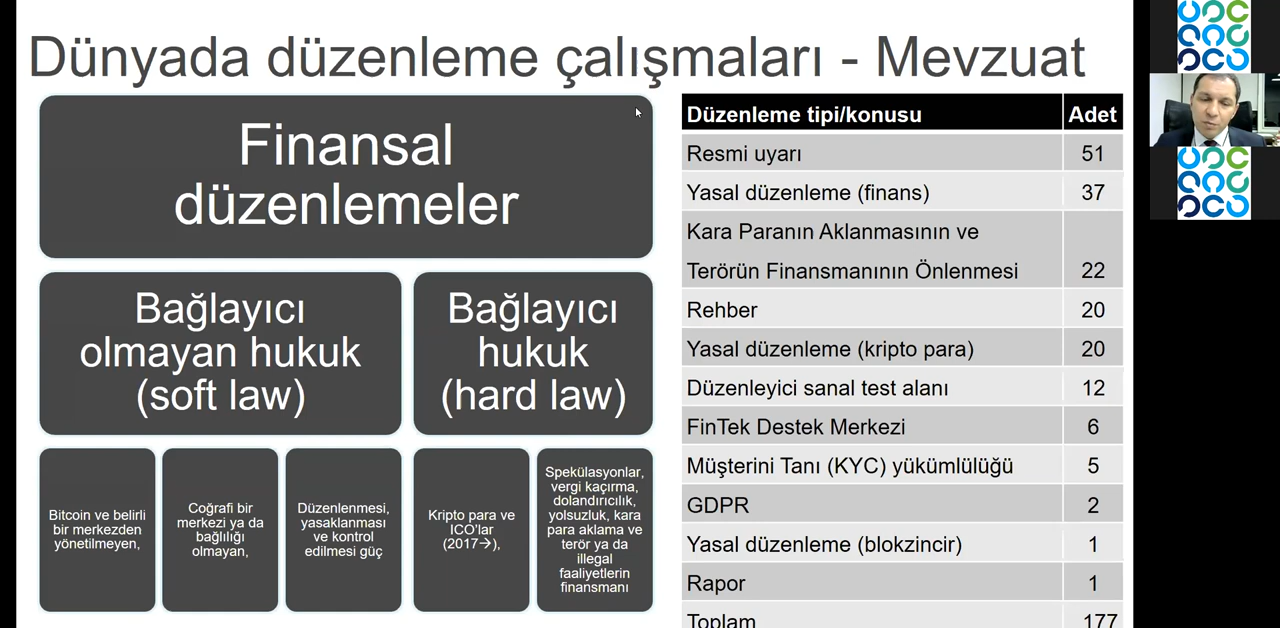 Dünyada düzenleme çalışmaları - Mevzuat
Finansal
düzenlemeler
Bağlayıcı
olmayan hukuk
(soft law)
Bağlayıcı
hukuk
(hard law)
Bitcoin ve belirli
bir merkezden
yönetilmeyen,
Coğrafi bir
merkezi ya da
bağlılığı
olmayan,
Düzenlenmesi,
yasaklanması
ve kontrol
edilmesi güç
Kripto para ve
ICO'lar
(2017→),
Spekülasyonlar,
vergi kaçırma,
dolandırıcılık,
yolsuzluk, kara
para aklama ve
terör ya da
illegal
faaliyetlerin
finansmanı
Düzenleme tipi/konusu Adet
Resmi uyarı 51
Yasal düzenleme (finans) 37
Kara Paranın Aklanmasının ve
Terörün Finansmanının Önlenmesi 22
Rehber 20
Yasal düzenleme (kripto para) 20
Düzenleyici sanal test alanı 12
FinTek Destek Merkezi 6
Müşterini Tanı (KYC) yükümlülüğü 5
GDPR 2
Yasal düzenleme (blokzincir) 1
Rapor 1
Toplam 177